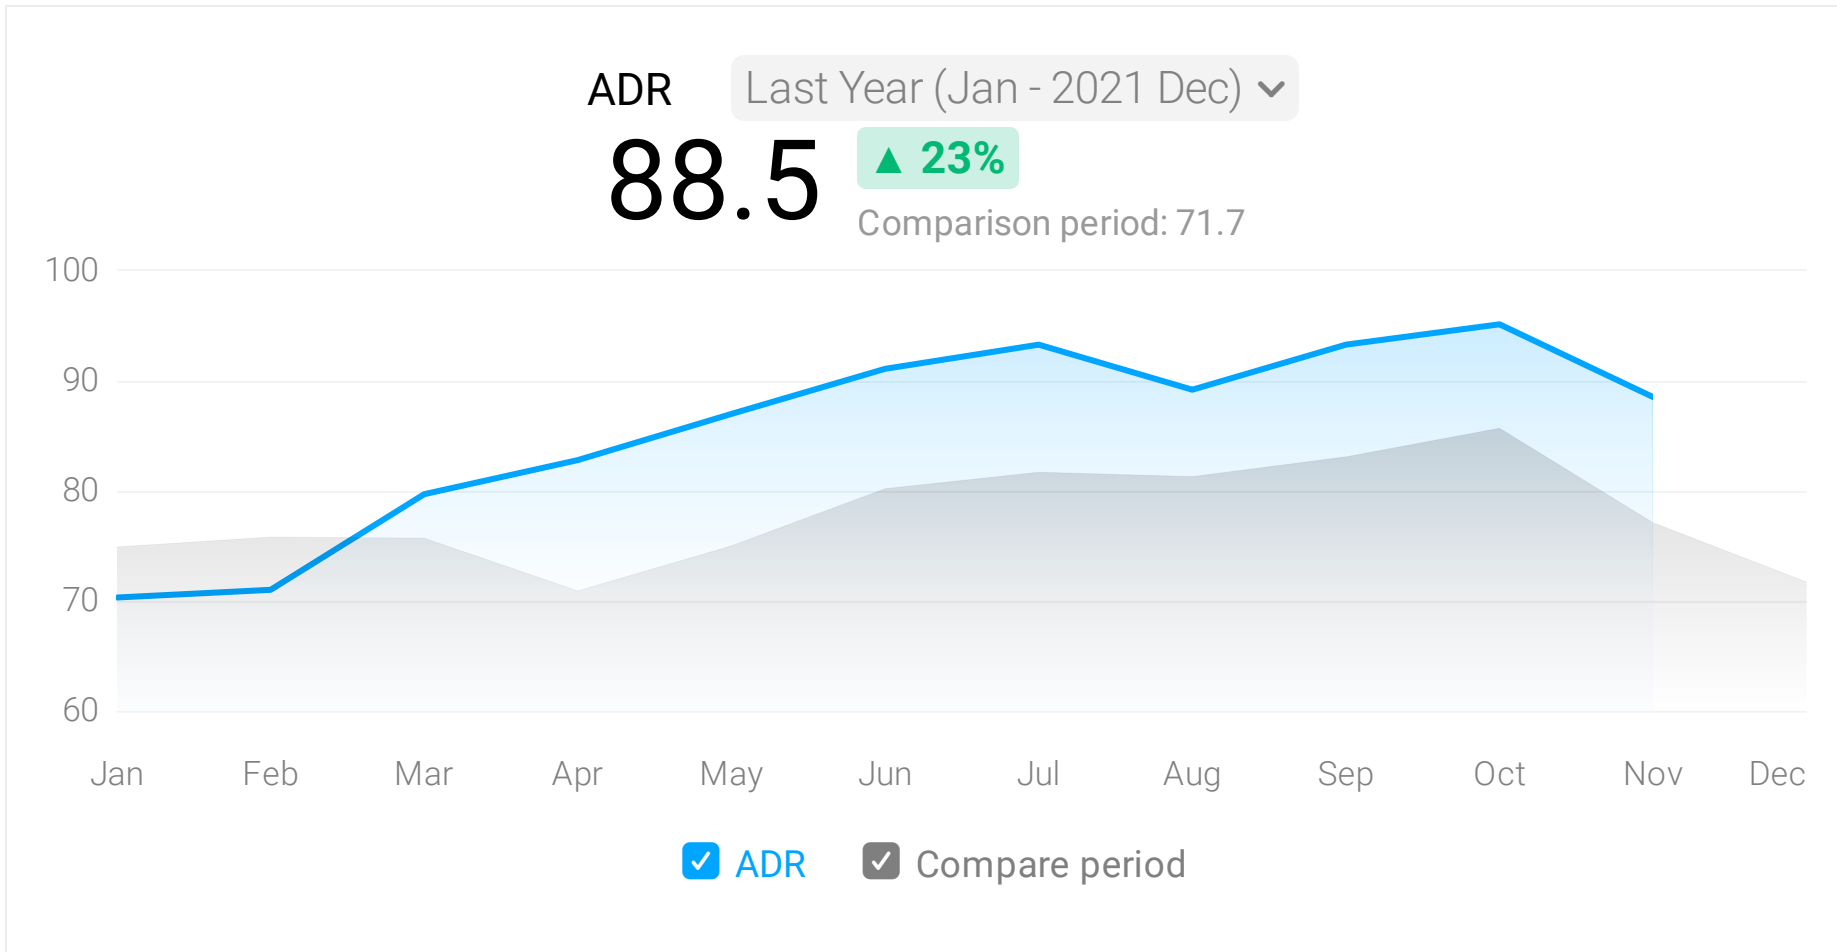 ADR Last Year (Jan - 2021 Dec)
88.5 ▲ 23%
Comparison period: 71.7
100
90
80
70
60
Jan Feb Mar Apr May Jun Jul Aug Sep Oct Nov Dec
ADR Compare period